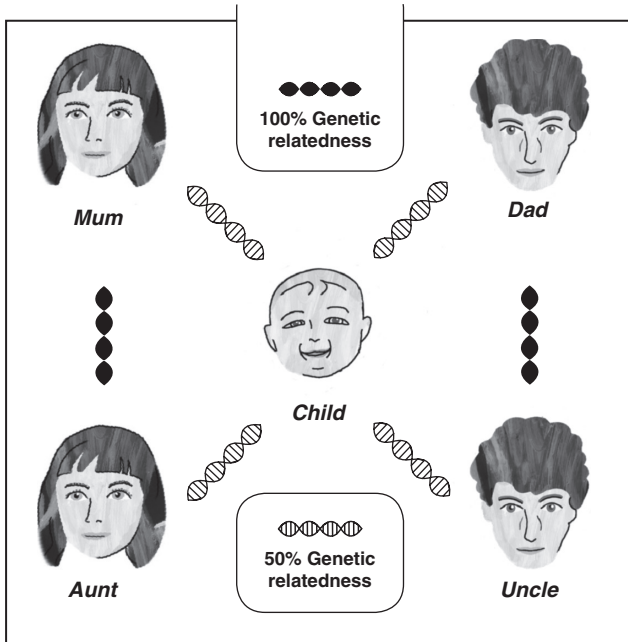 100% Genetic
relatedness
Mum
Dad
Child
Aunt
50% Genetic
relatedness
Uncle